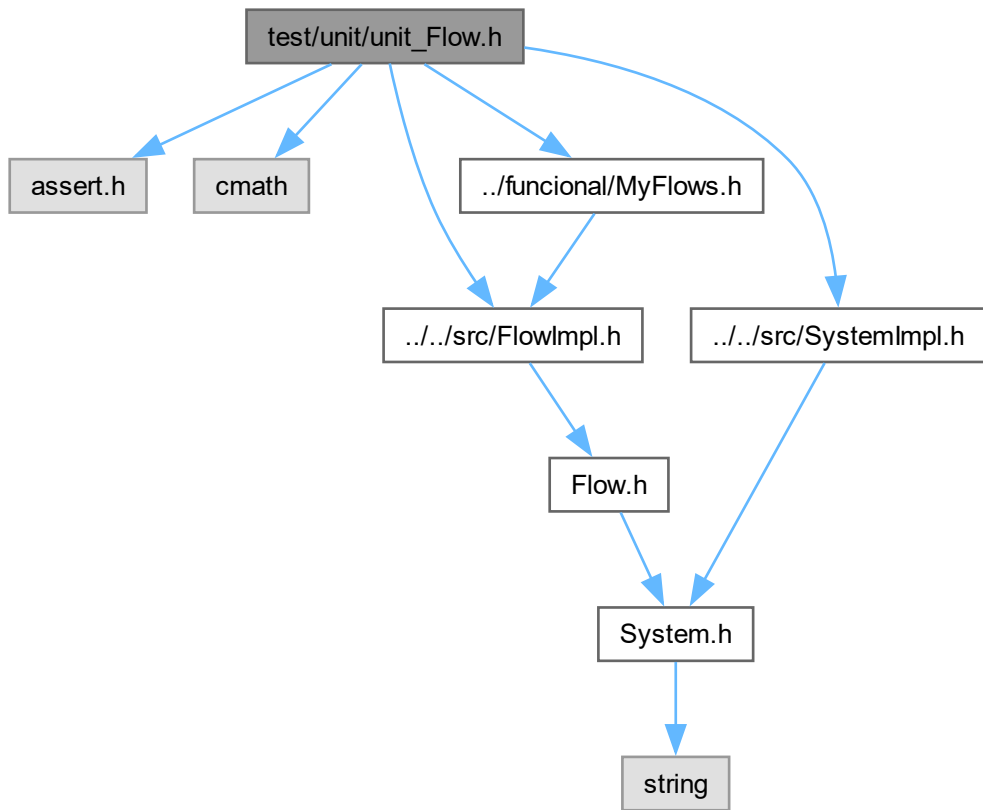 test/unit/unit_Flow.h
assert.h
cmath
../funcional/MyFlows.h
../../src/FlowImpl.h
../../src/SystemImpl.h
Flow.h
System.h
string